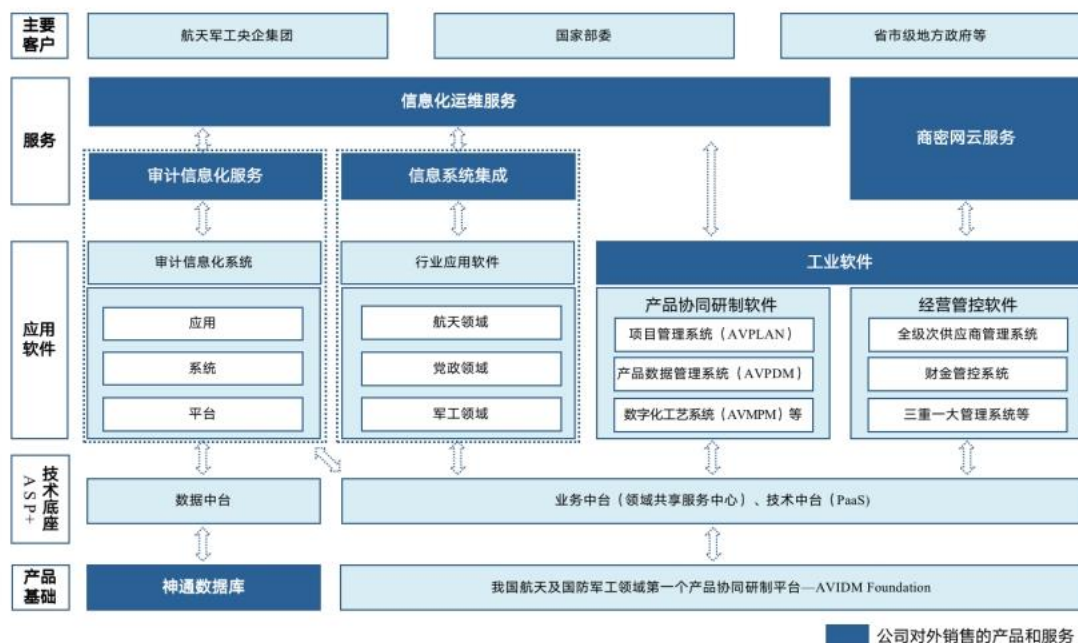 主要
客户
航天军工央企集团
国家部委
省市级地方政府等
服务
信息化运维服务
商密网云服务
审计信息化服务
信息系统集成
应用
软件
审计信息化系统
行业应用软件
工业软件
应用
系统
平台
航天领域
党政领域
军工领域
产品协同研制软件
项目管理系统（AVPLAN）
产品数据管理系统（AVPDM）
数字化工艺系统（AVMPM）等
经营管控软件
全级次供应商管理系统
财金管控系统
三重一大管理系统等
技术底座
ASP+
数据中台
业务中台（领域共享服务中心）、技术中台（PaaS)
产品
基础
神通数据库
我国航天及国防军工领域第一个产品协同研制平台—AVIDM Foundation
公司对外销售的产品和服务